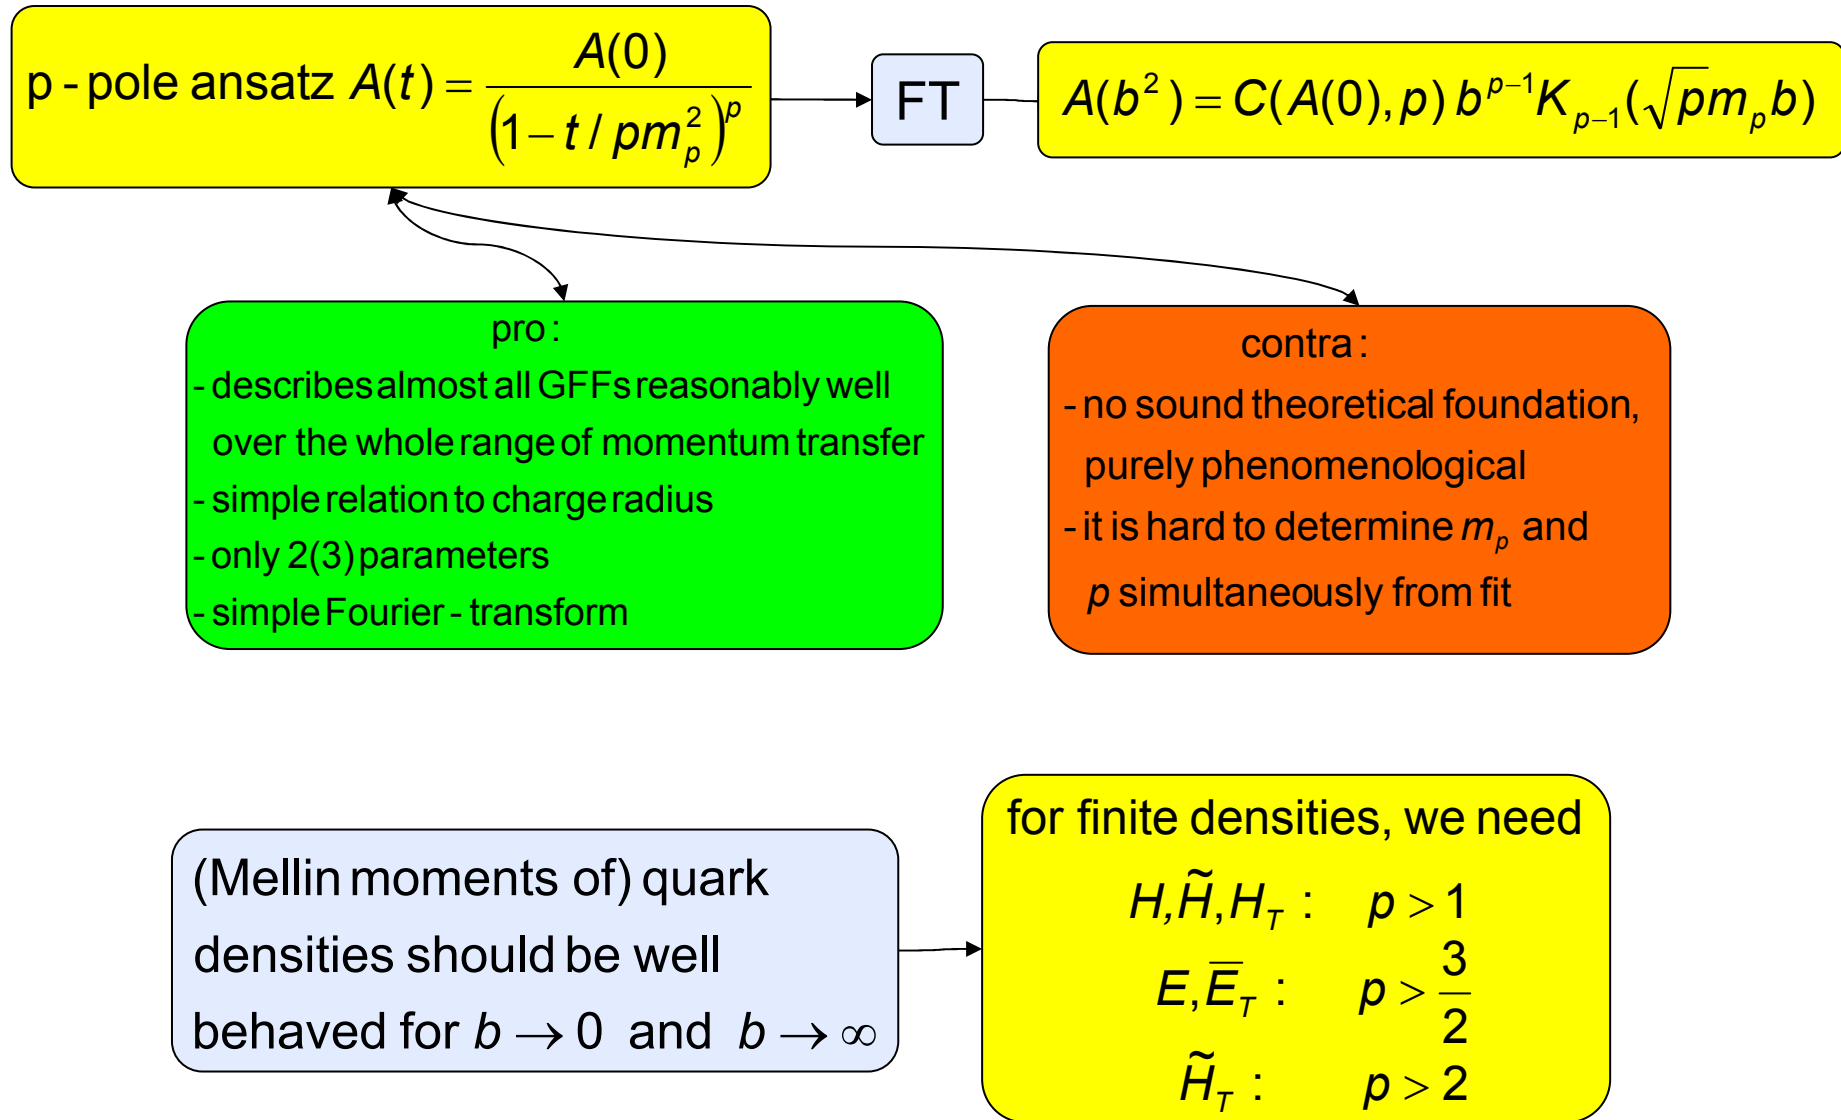 p - pole ansatz A(t) = A(0) / (1 − t / pm_p^2)^p
FT
A(b^2) = C(A(0), p) b^{p−1} K_{p−1}(√p m_p b)
pro :
- describes almost all GFFs reasonably well
over the whole range of momentum transfer
- simple relation to charge radius
- only 2(3) parameters
- simple Fourier - transform
contra :
- no sound theoretical foundation,
purely phenomenological
- it is hard to determine m_p and
p simultaneously from fit
(Mellin moments of) quark
densities should be well
behaved for b → 0 and b → ∞
for finite densities, we need
H, H̃, H_T : p > 1
E, E̅_T : p > 3/2
H̃_T : p > 2